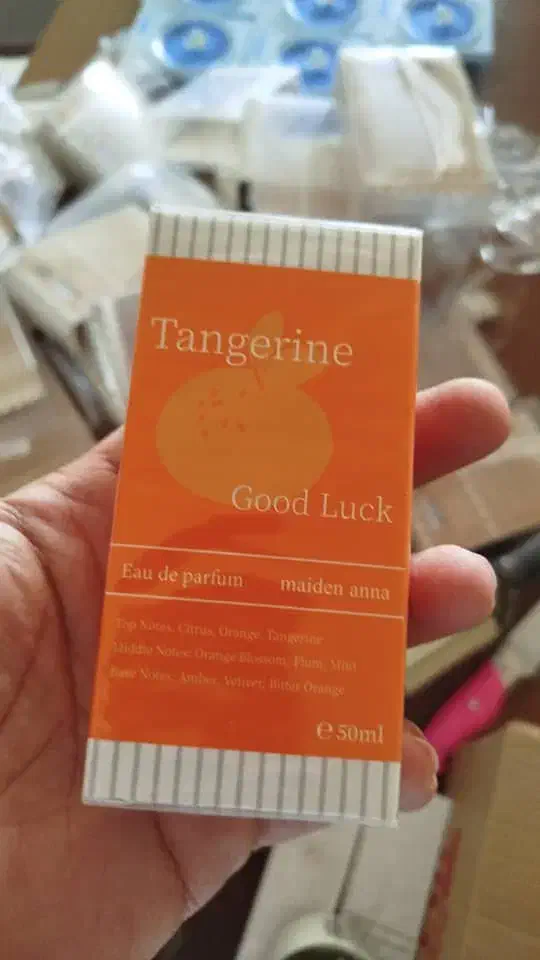 Tangerine
Good Luck
Eau de parfum maiden anna
Top Notes, Citrus, Orange, Tangerine
Middle Notes: Orange Blossom, Plum, Mint
Base Notes, Amber, Vetiver, Bitter Orange
℮ 50ml